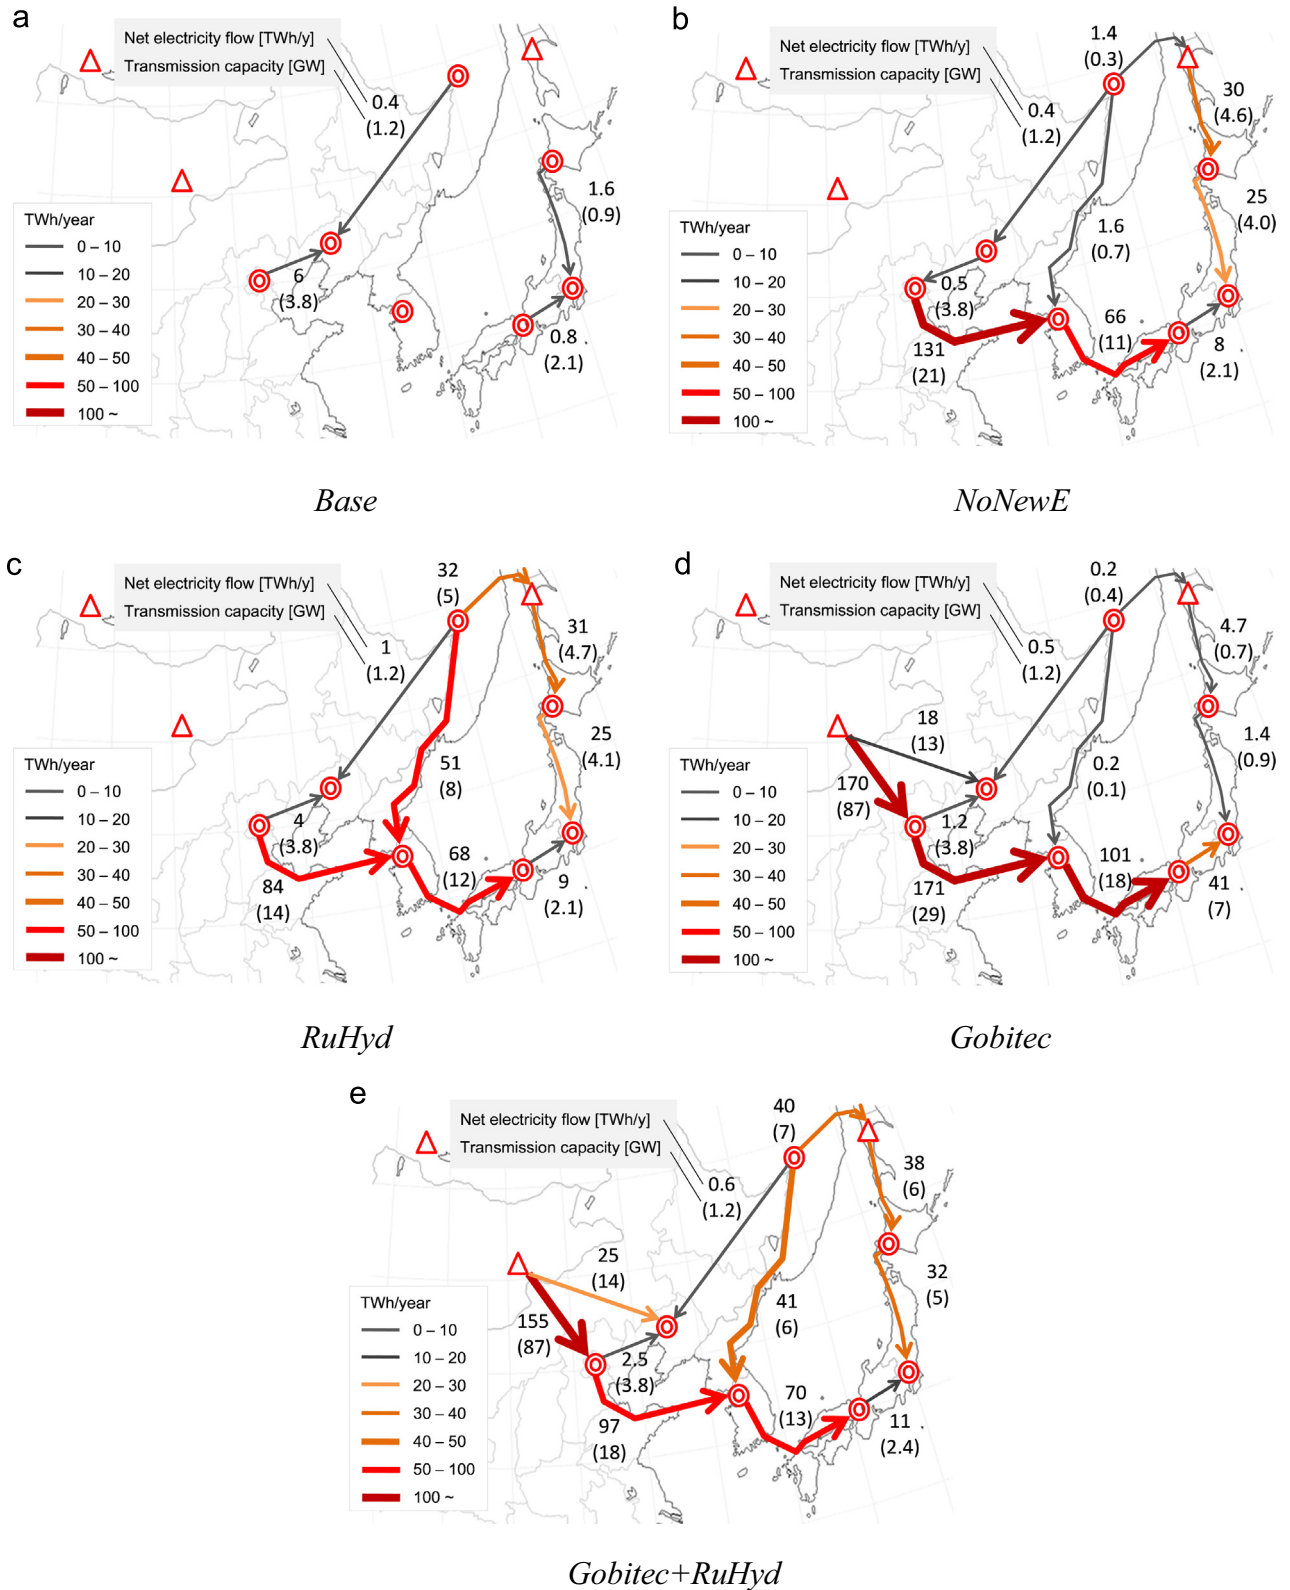 a
Net electricity flow [TWh/y]
Transmission capacity [GW]
0.4
(1.2)
1.6
(0.9)
6
(3.8)
0.8
(2.1)
TWh/year
0 – 10
10 – 20
20 – 30
30 – 40
40 – 50
50 – 100
100 ~
Base
b
Net electricity flow [TWh/y]
Transmission capacity [GW]
1.4
(0.3)
0.4
(1.2)
30
(4.6)
25
(4.0)
1.6
(0.7)
0.5
(3.8)
66
(11)
131
(21)
8
(2.1)
TWh/year
0 – 10
10 – 20
20 – 30
30 – 40
40 – 50
50 – 100
100 ~
NoNewE
c
Net electricity flow [TWh/y]
Transmission capacity [GW]
32
(5)
1
(1.2)
31
(4.7)
25
(4.1)
51
(8)
4
(3.8)
68
(12)
84
(14)
9
(2.1)
TWh/year
0 – 10
10 – 20
20 – 30
30 – 40
40 – 50
50 – 100
100 ~
RuHyd
d
Net electricity flow [TWh/y]
Transmission capacity [GW]
0.2
(0.4)
0.5
(1.2)
4.7
(0.7)
18
(13)
1.4
(0.9)
170
(87)
0.2
(0.1)
1.2
(3.8)
101
(18)
171
(29)
41
(7)
TWh/year
0 – 10
10 – 20
20 – 30
30 – 40
40 – 50
50 – 100
100 ~
Gobitec
e
Net electricity flow [TWh/y]
Transmission capacity [GW]
40
(7)
0.6
(1.2)
38
(6)
25
(14)
32
(5)
155
(87)
41
(6)
2.5
(3.8)
70
(13)
97
(18)
11
(2.4)
TWh/year
0 – 10
10 – 20
20 – 30
30 – 40
40 – 50
50 – 100
100 ~
Gobitec+RuHyd